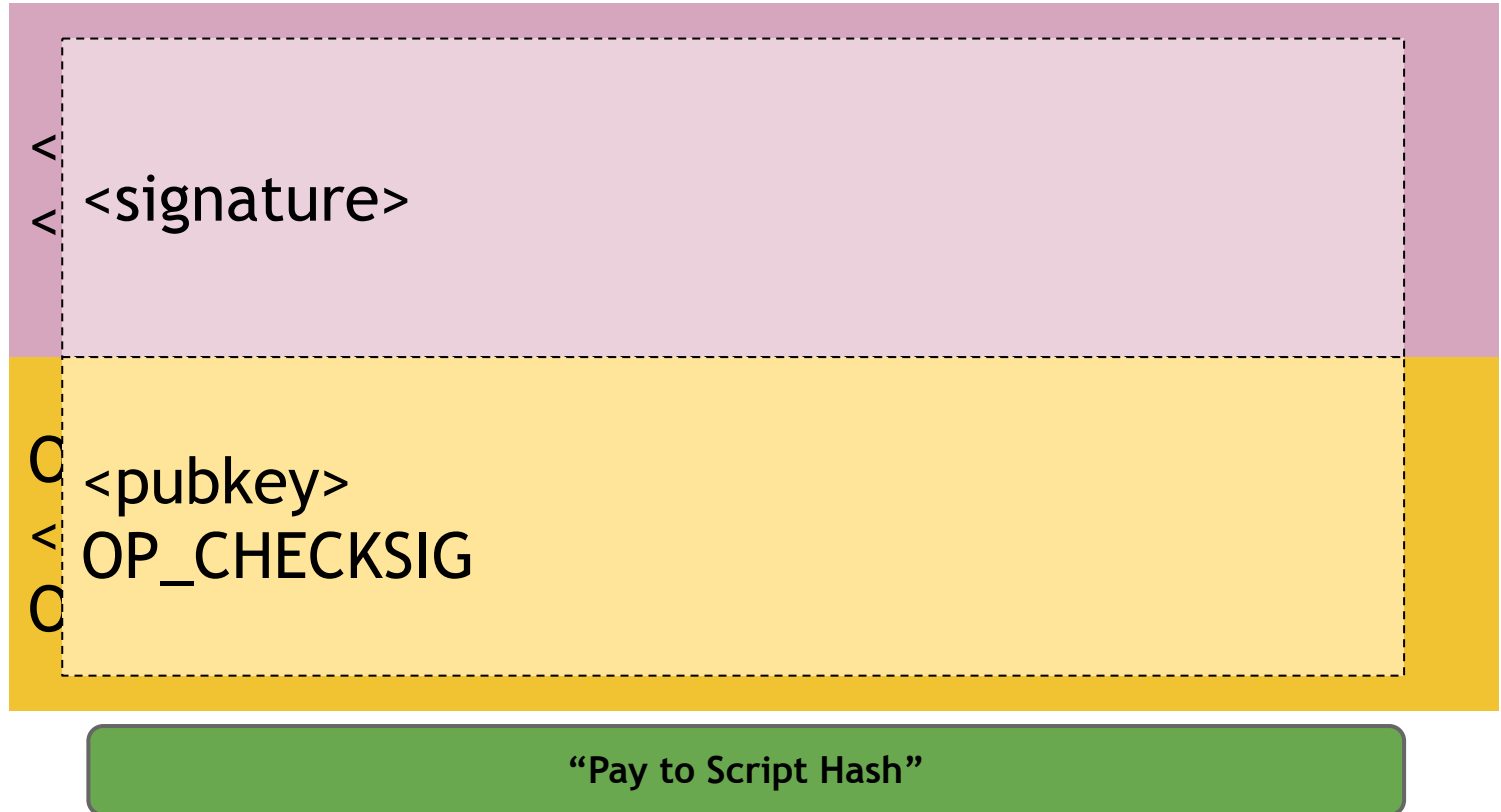 <
<signature>
<
O
<pubkey>
<
OP_CHECKSIG
O
“Pay to Script Hash”